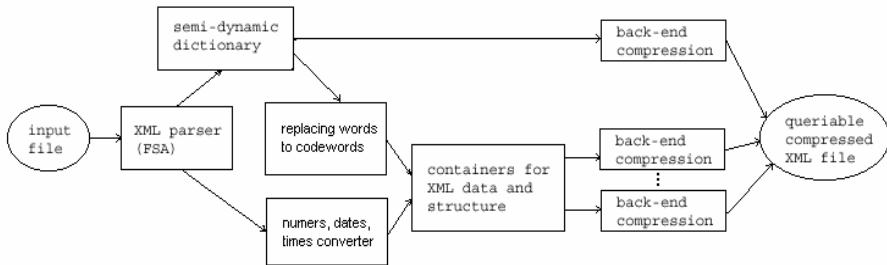 semi-dynamic
dictionary
back-end
compression
input
file
XML parser
(FSA)
replacing words
to codewords
containers for
XML data and
structure
back-end
compression
back-end
compression
queriable
compressed
XML file
numers, dates,
times converter